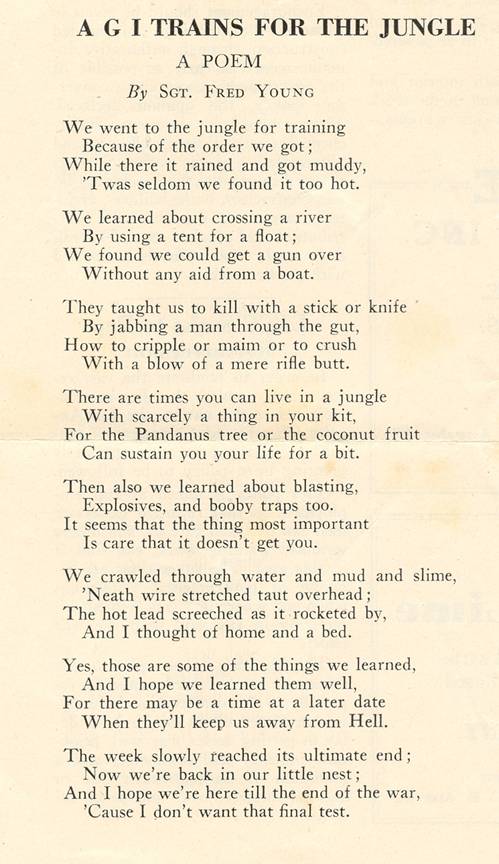 A G I TRAINS FOR THE JUNGLE
A POEM
By SGT. FRED YOUNG
We went to the jungle for training
Because of the order we got;
While there it rained and got muddy,
'Twas seldom we found it too hot.
We learned about crossing a river
By using a tent for a float;
We found we could get a gun over
Without any aid from a boat.
They taught us to kill with a stick or knife
By jabbing a man through the gut,
How to cripple or maim or to crush
With a blow of a mere rifle butt.
There are times you can live in a jungle
With scarcely a thing in your kit,
For the Pandanus tree or the coconut fruit
Can sustain you your life for a bit.
Then also we learned about blasting,
Explosives, and booby traps too.
It seems that the thing most important
Is care that it doesn't get you.
We crawled through water and mud and slime,
'Neath wire stretched taut overhead;
The hot lead screeched as it rocketed by,
And I thought of home and a bed.
Yes, those are some of the things we learned,
And I hope we learned them well,
For there may be a time at a later date
When they'll keep us away from Hell.
The week slowly reached its ultimate end;
Now we're back in our little nest;
And I hope we're here till the end of the war,
'Cause I don't want that final test.